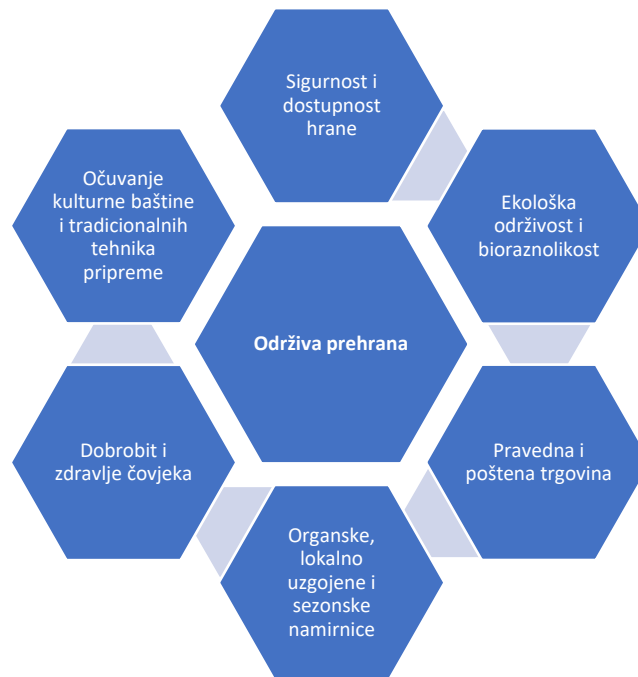 Sigurnost i
dostupnost
hrane
Ekološka
održivost i
bioraznolikost
Pravedna i
poštena trgovina
Organske,
lokalno
uzgojene i
sezonske
namirnice
Dobrobit i
zdravlje čovjeka
Očuvanje
kulturne baštine
i tradicionalnih
tehnika
pripreme
Održiva prehrana